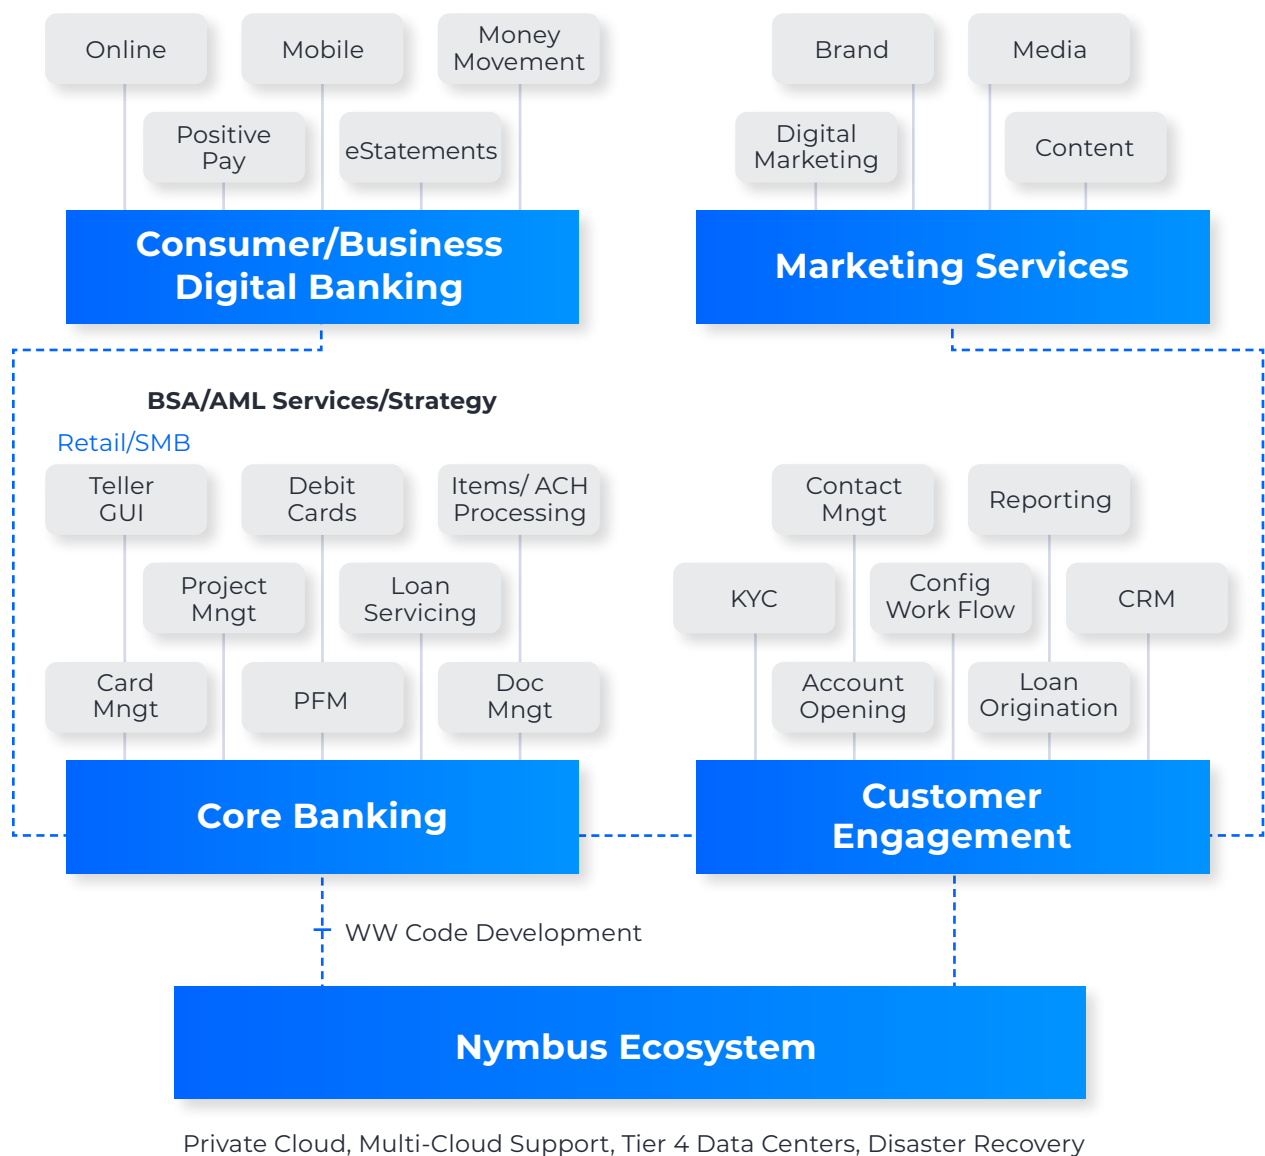 Online
Mobile
Money
Movement
Positive
Pay
eStatements
Consumer/Business
Digital Banking
Brand
Media
Digital
Marketing
Content
Marketing Services
BSA/AML Services/Strategy
Retail/SMB
Teller
GUI
Debit
Cards
Items/ ACH
Processing
Project
Mngt
Loan
Servicing
Card
Mngt
PFM
Doc
Mngt
Core Banking
Contact
Mngt
Reporting
KYC
Config
Work Flow
CRM
Account
Opening
Loan
Origination
Customer
Engagement
WW Code Development
Nymbus Ecosystem
Private Cloud, Multi-Cloud Support, Tier 4 Data Centers, Disaster Recovery